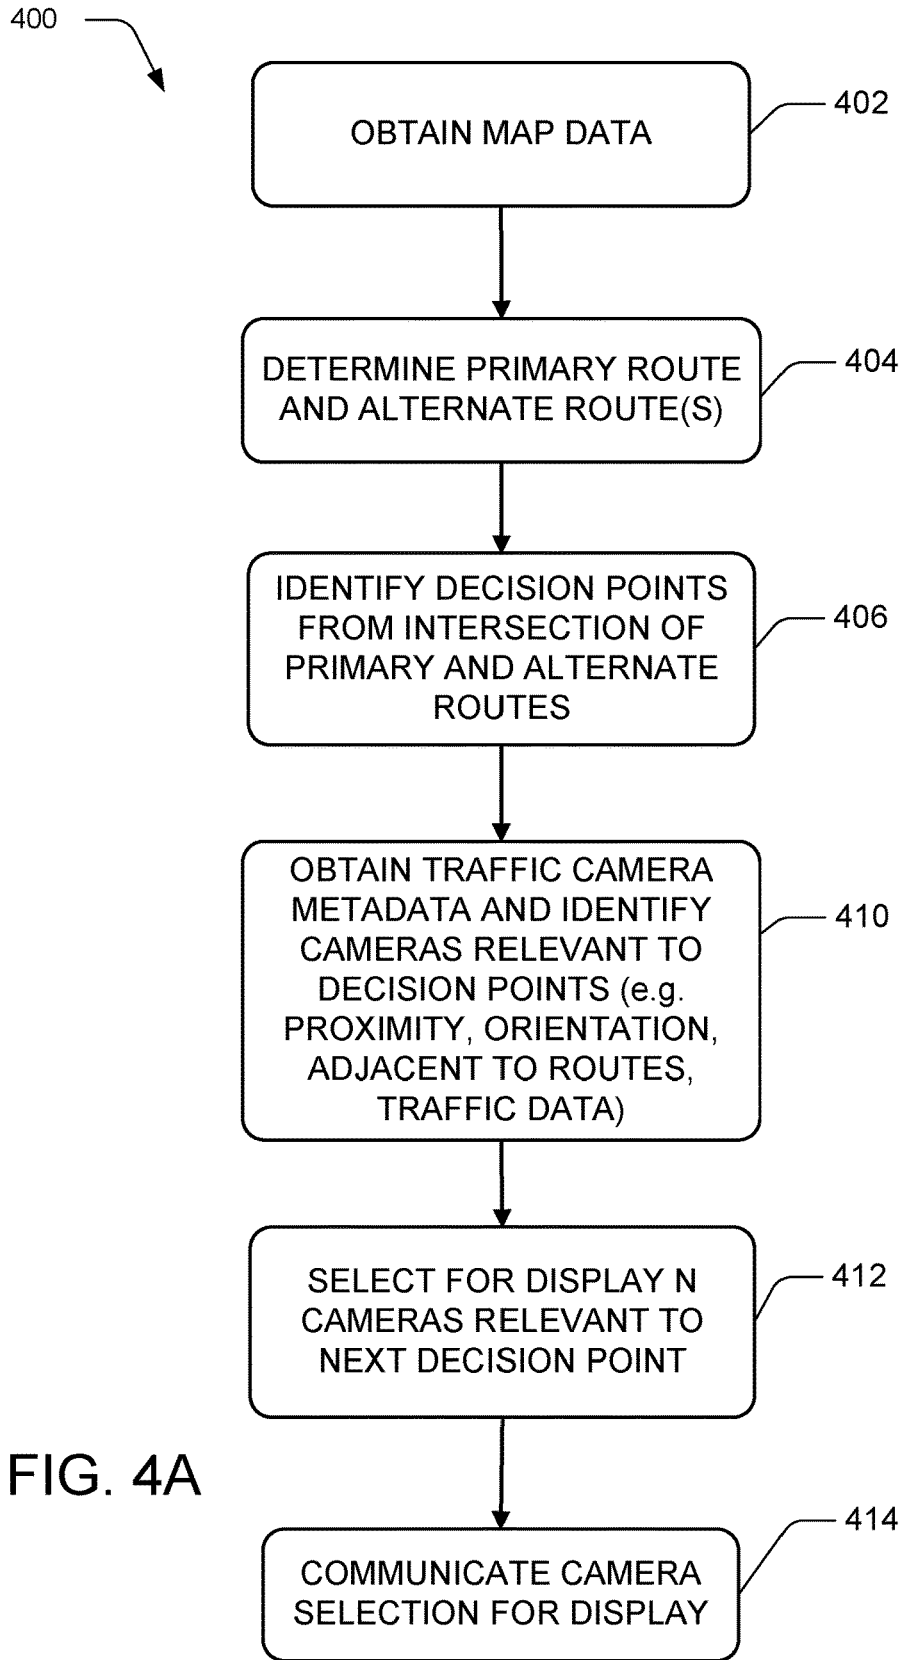 400
OBTAIN MAP DATA
402
DETERMINE PRIMARY ROUTE
AND ALTERNATE ROUTE(S)
404
IDENTIFY DECISION POINTS
FROM INTERSECTION OF
PRIMARY AND ALTERNATE
ROUTES
406
OBTAIN TRAFFIC CAMERA
METADATA AND IDENTIFY
CAMERAS RELEVANT TO
DECISION POINTS (e.g.
PROXIMITY, ORIENTATION,
ADJACENT TO ROUTES,
TRAFFIC DATA)
410
SELECT FOR DISPLAY N
CAMERAS RELEVANT TO
NEXT DECISION POINT
412
FIG. 4A
COMMUNICATE CAMERA
SELECTION FOR DISPLAY
414